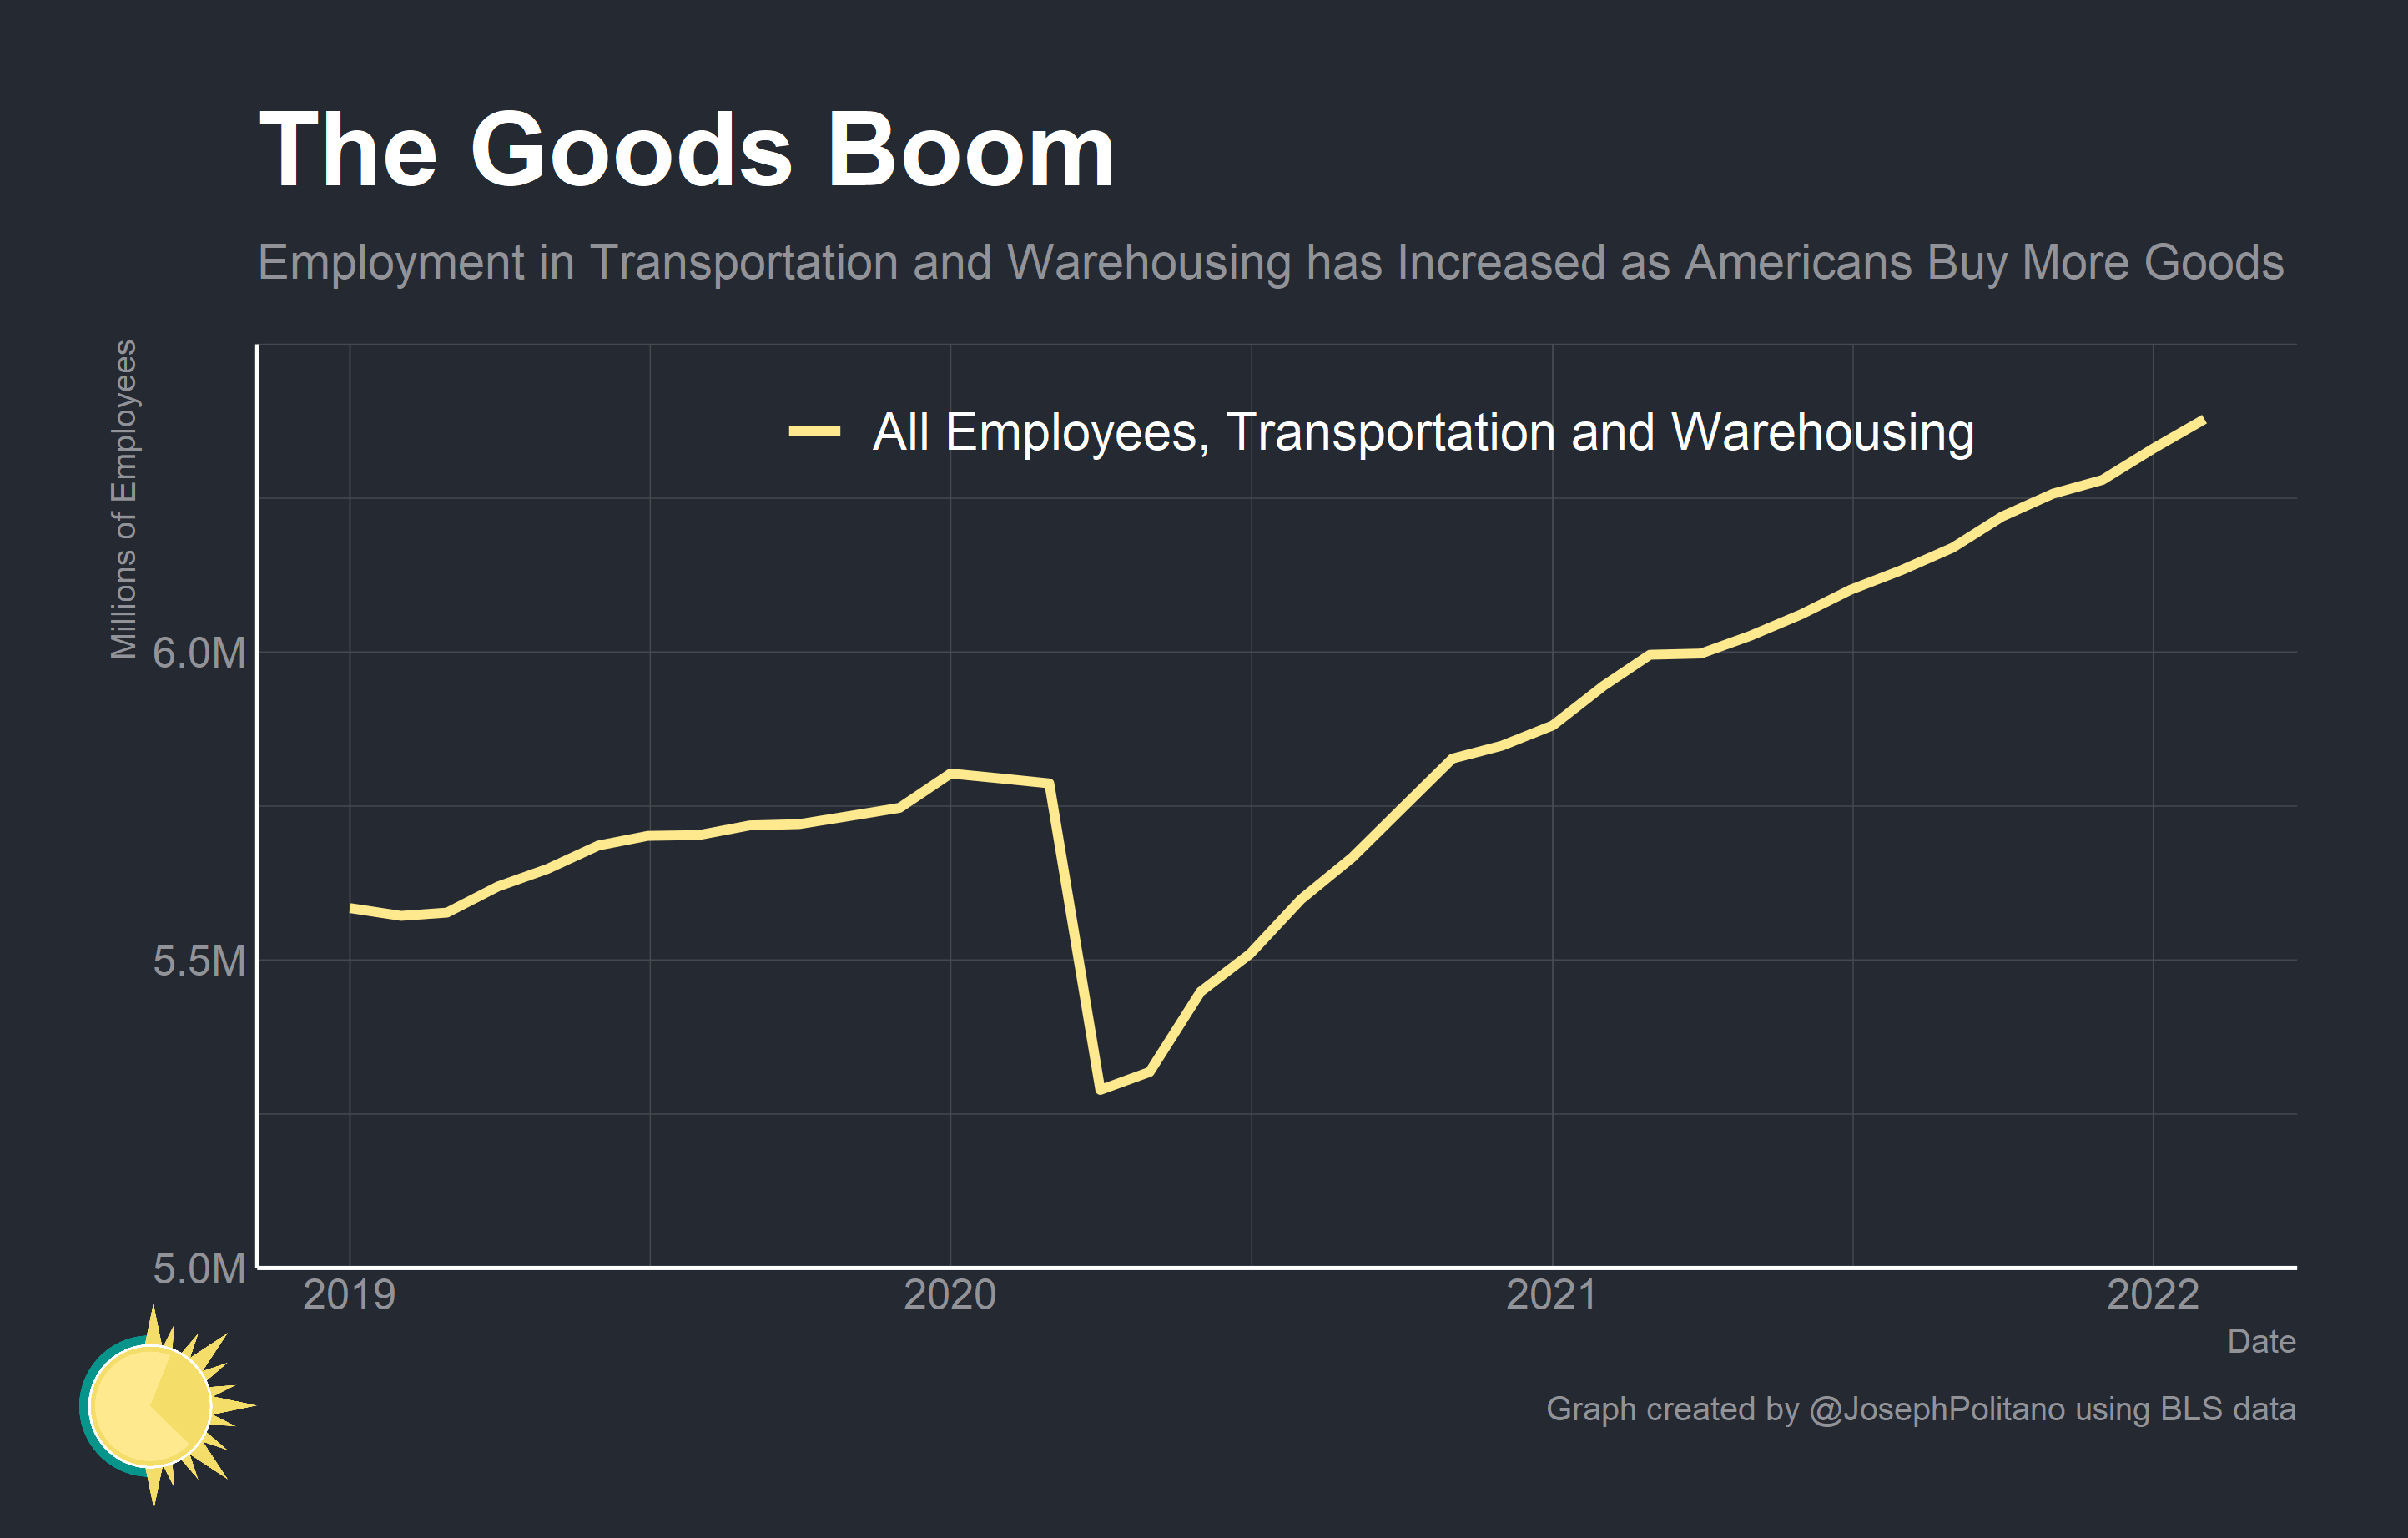 The Goods Boom
Employment in Transportation and Warehousing has Increased as Americans Buy More Goods
Millions of Employees
All Employees, Transportation and Warehousing
6.0M
5.5M
5.0M
2019
2020
2021
2022
Date
Graph created by @JosephPolitano using BLS data